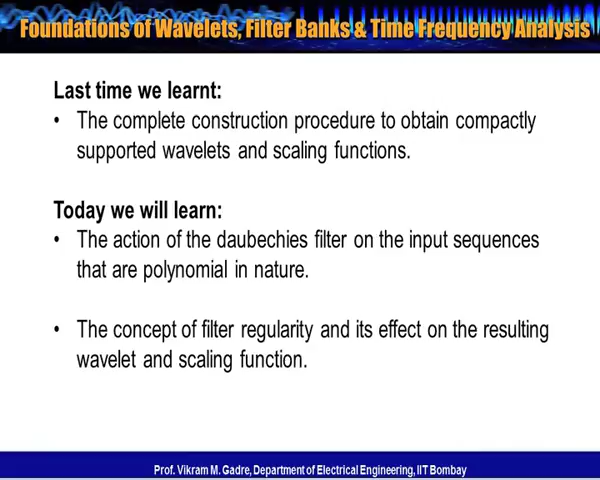 Foundations of Wavelets, Filter Banks & Time Frequency Analysis
Last time we learnt:
• The complete construction procedure to obtain compactly
supported wavelets and scaling functions.
Today we will learn:
• The action of the daubechies filter on the input sequences
that are polynomial in nature.
• The concept of filter regularity and its effect on the resulting
wavelet and scaling function.
Prof. Vikram M. Gadre, Department of Electrical Engineering, IIT Bombay